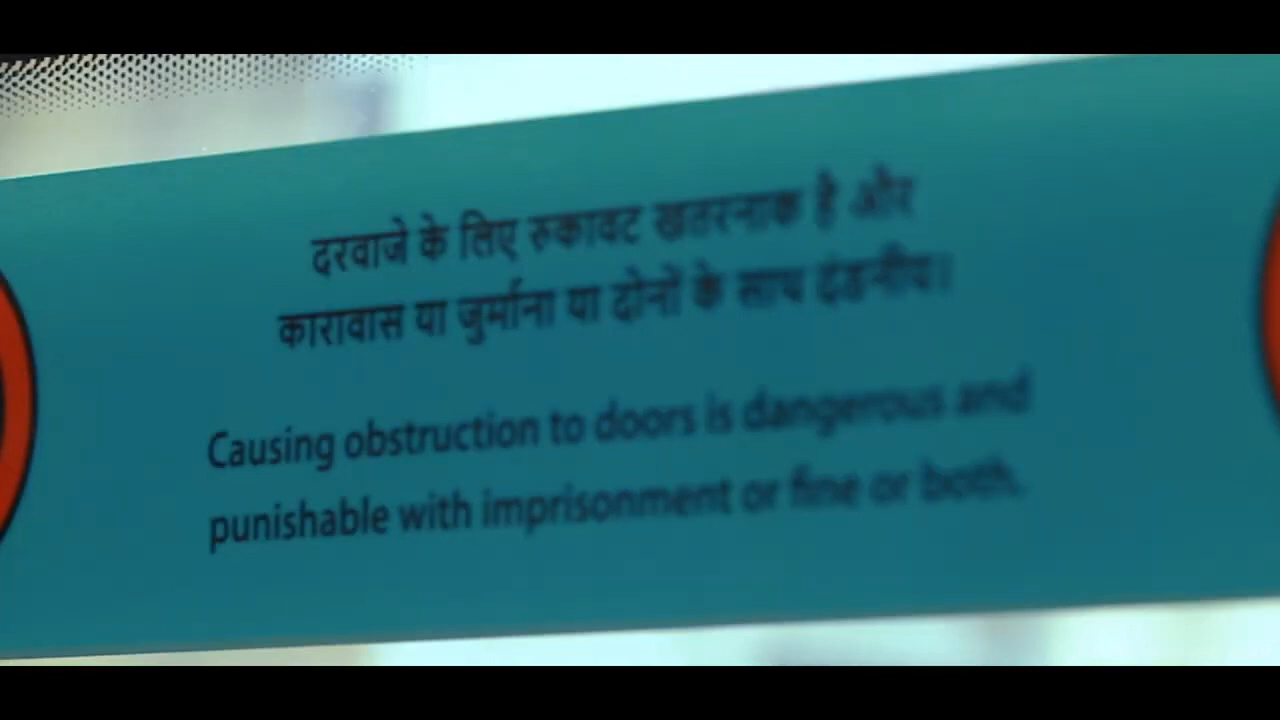 दरवाजे के लिए रुकावट खतरनाक है और
कारावास या जुर्माना या दोनों के साथ दंडनीय।
Causing obstruction to doors is dangerous and
punishable with imprisonment or fine or both.